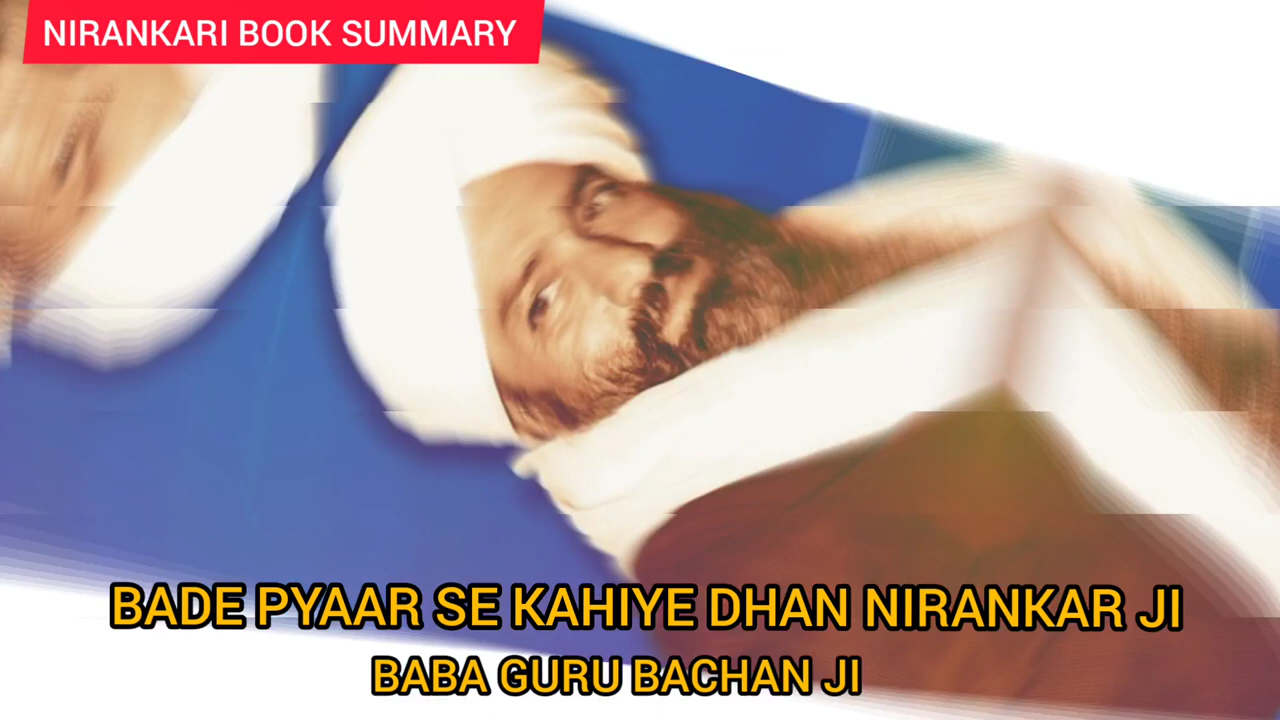 NIRANKARI BOOK SUMMARY
BADE PYAAR SE KAHIYE DHAN NIRANKAR JI
BABA GURU BACHAN JI